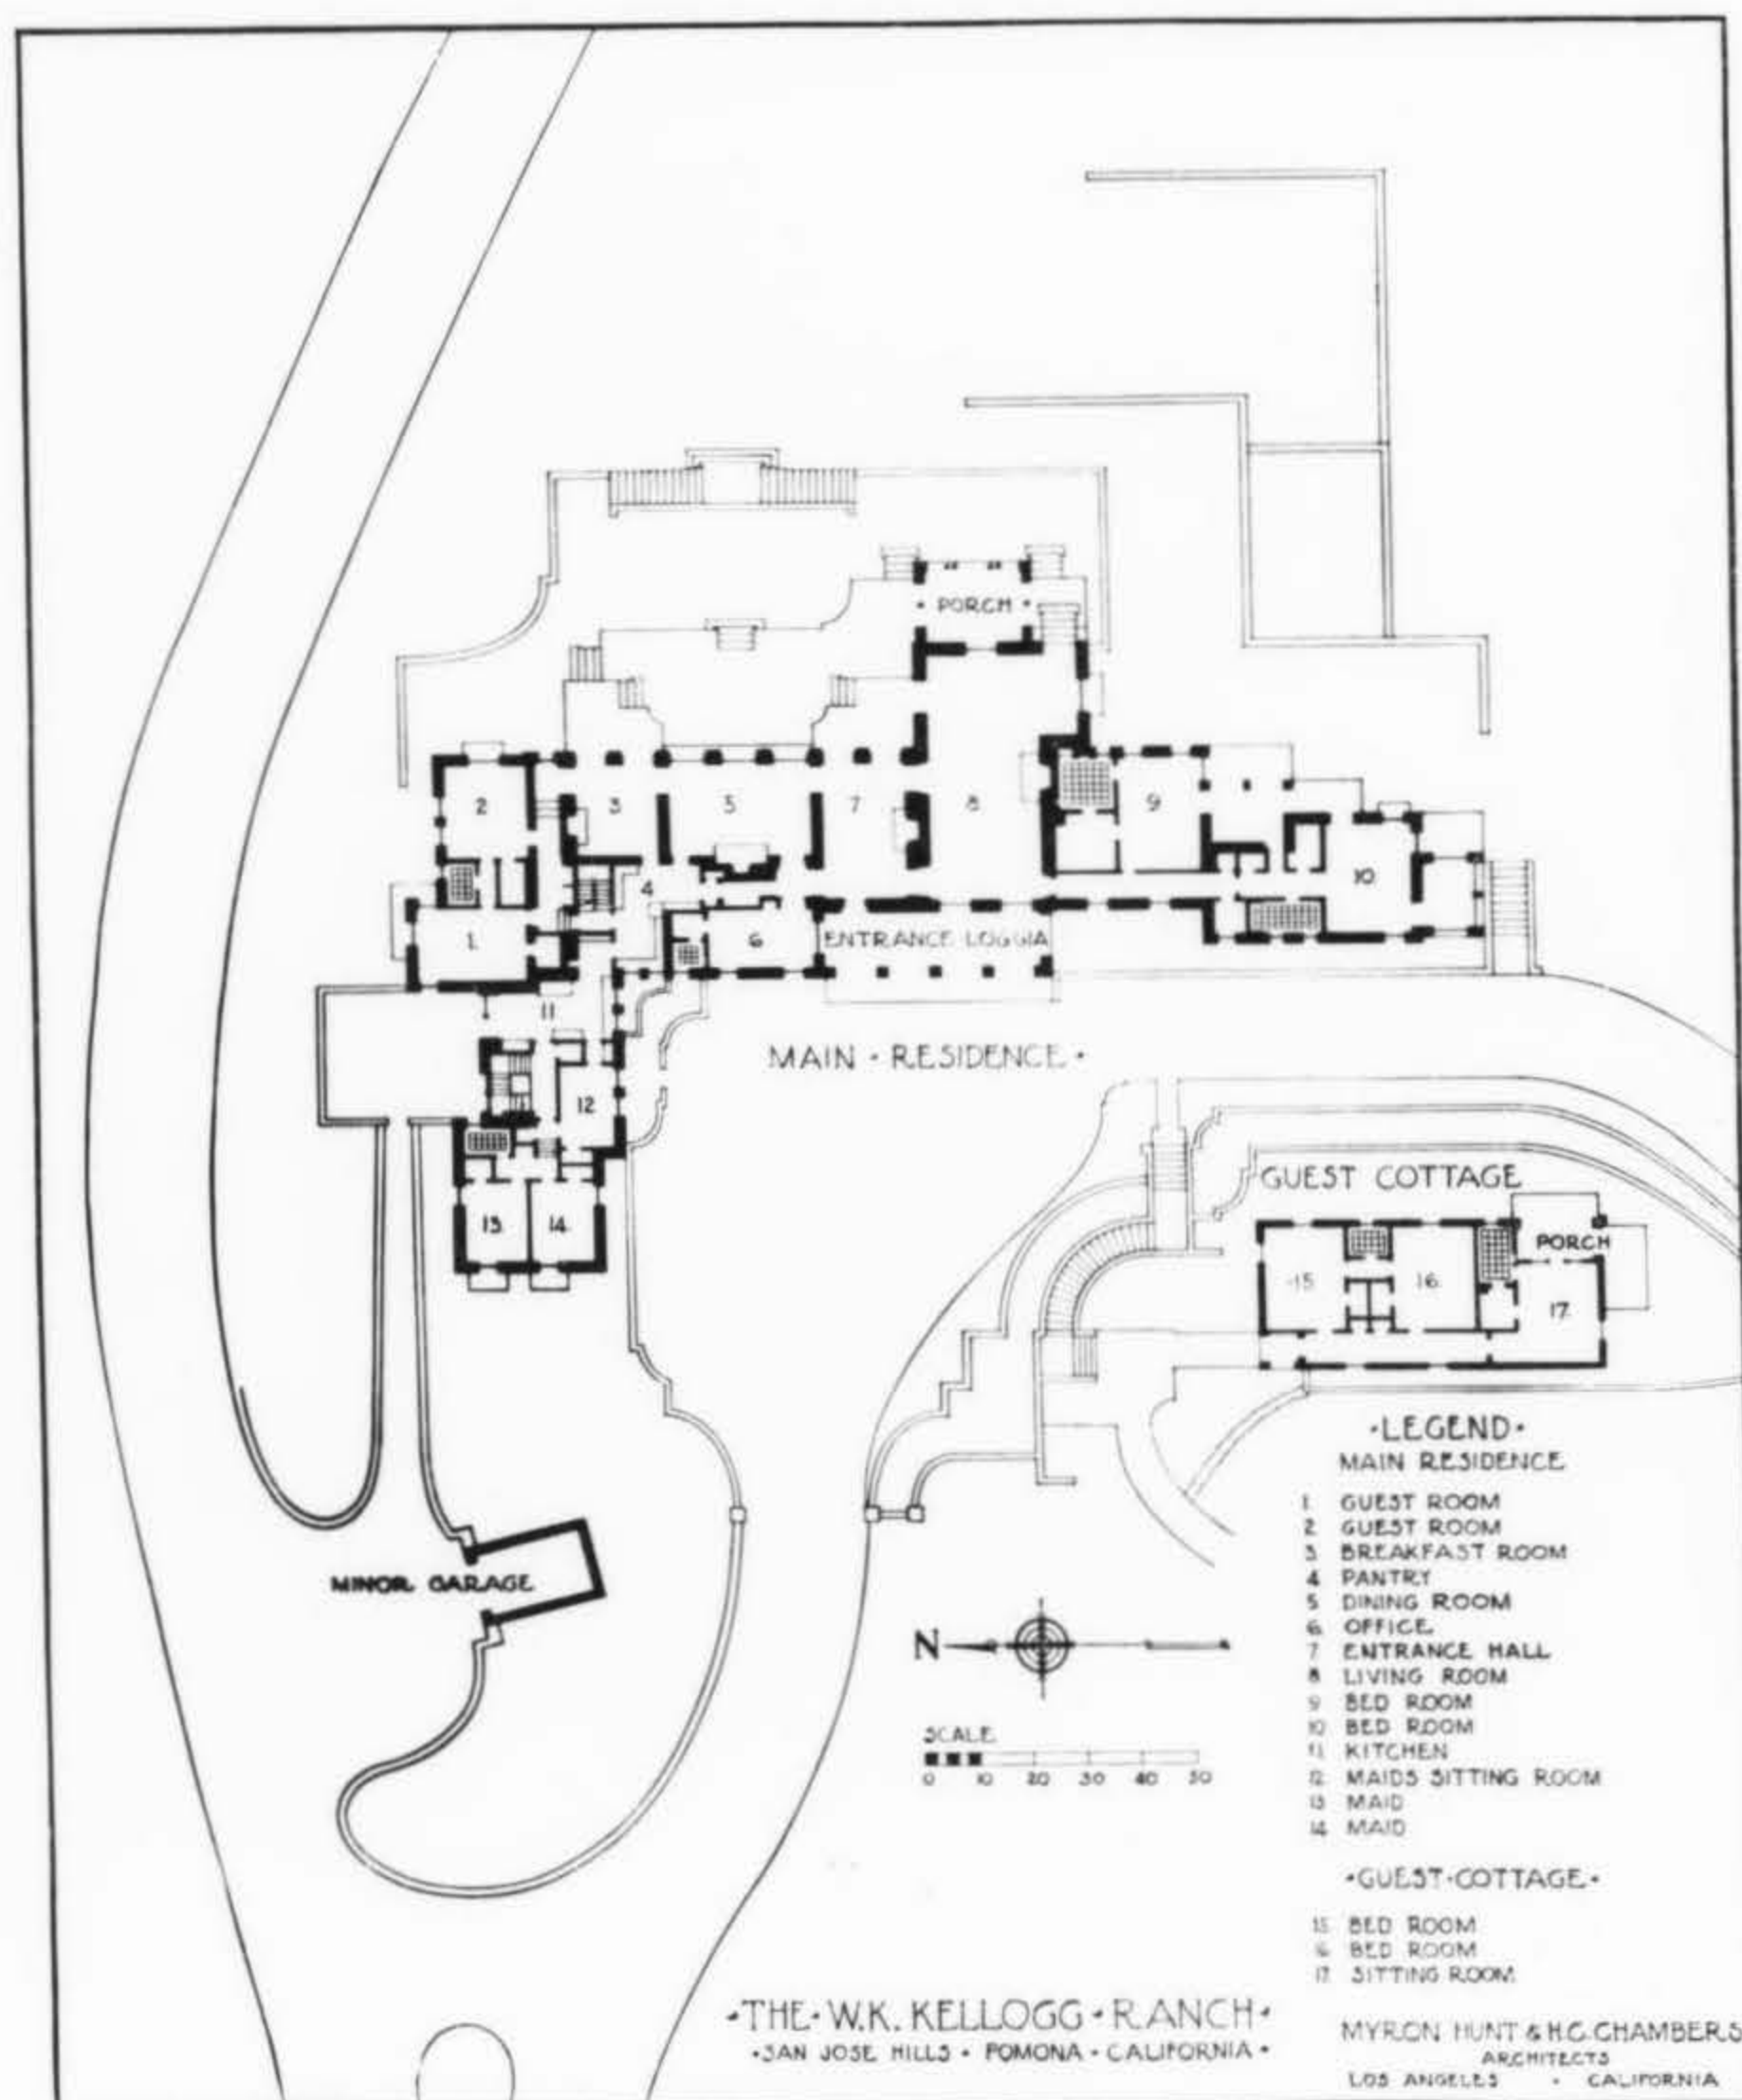 PORCH
2
3
5
7
8
9
4
10.
1.
6
ENTRANCE LOGGIA
11
MAIN · RESIDENCE ·
12
GUEST COTTAGE
13.
14.
PORCH
15
16.
17.
MINOR GARAGE
N
SCALE
0 10 20 30 40 50
·LEGEND·
MAIN RESIDENCE
1. GUEST ROOM
2 GUEST ROOM
3 BREAKFAST ROOM
4 PANTRY
5 DINING ROOM
6 OFFICE
7 ENTRANCE HALL
8 LIVING ROOM
9 BED ROOM
10 BED ROOM
11 KITCHEN
12 MAIDS SITTING ROOM
13 MAID
14 MAID
·GUEST·COTTAGE·
15 BED ROOM
16 BED ROOM
17 SITTING ROOM
·THE·W.K. KELLOGG·RANCH·
·SAN JOSE HILLS · POMONA · CALIFORNIA ·
MYRON HUNT & H.C. CHAMBERS
ARCHITECTS
LOS ANGELES · CALIFORNIA